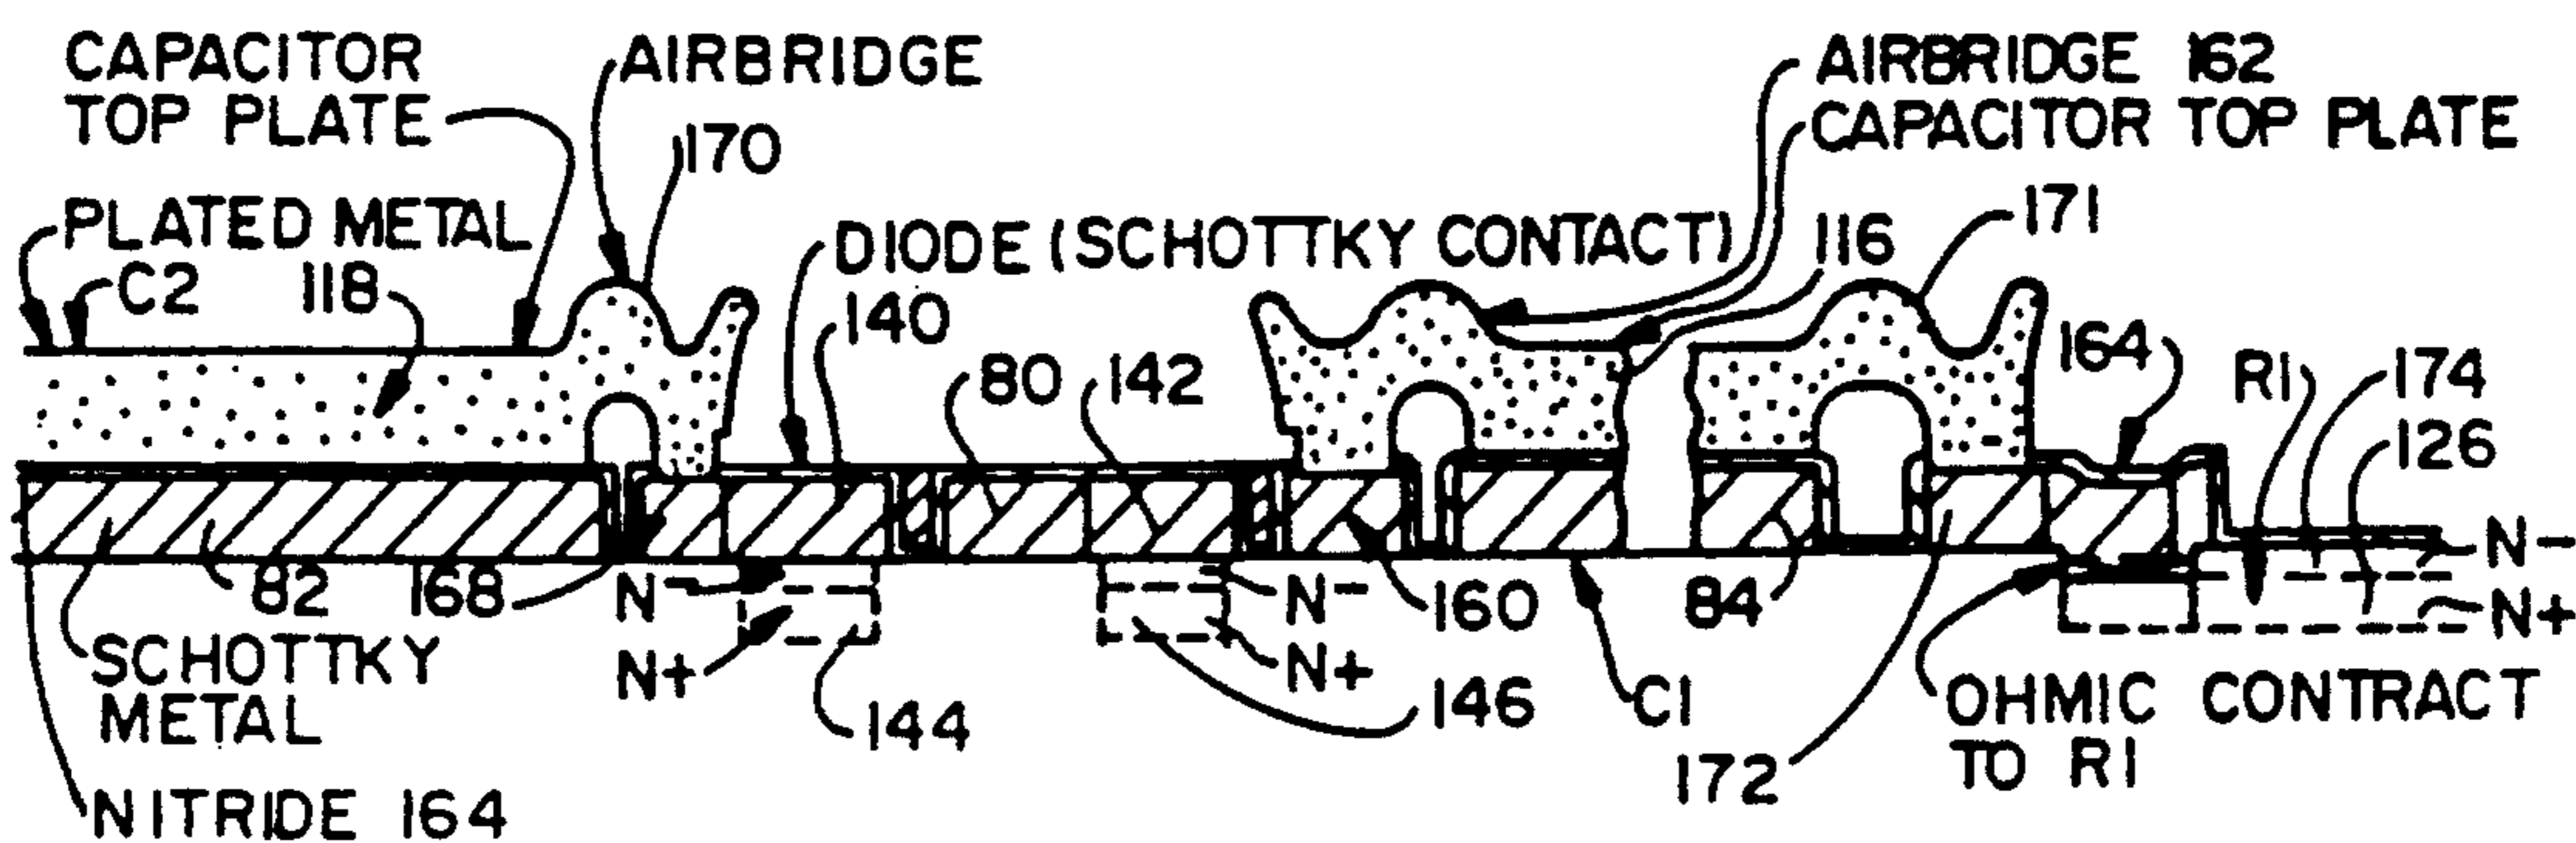 CAPACITOR
TOP PLATE
AIRBRIDGE
170
AIRBRIDGE 162
CAPACITOR TOP PLATE
PLATED METAL
C2
118
DIODE (SCHOTTKY CONTACT)
140
80
142
116
171
164
R1
174
126
N-
N+
82
168
N-
N+
144
N-
N+
146
160
C1
84
172
SCHOTTKY
METAL
NITRIDE 164
OHMIC CONTRACT
TO R1